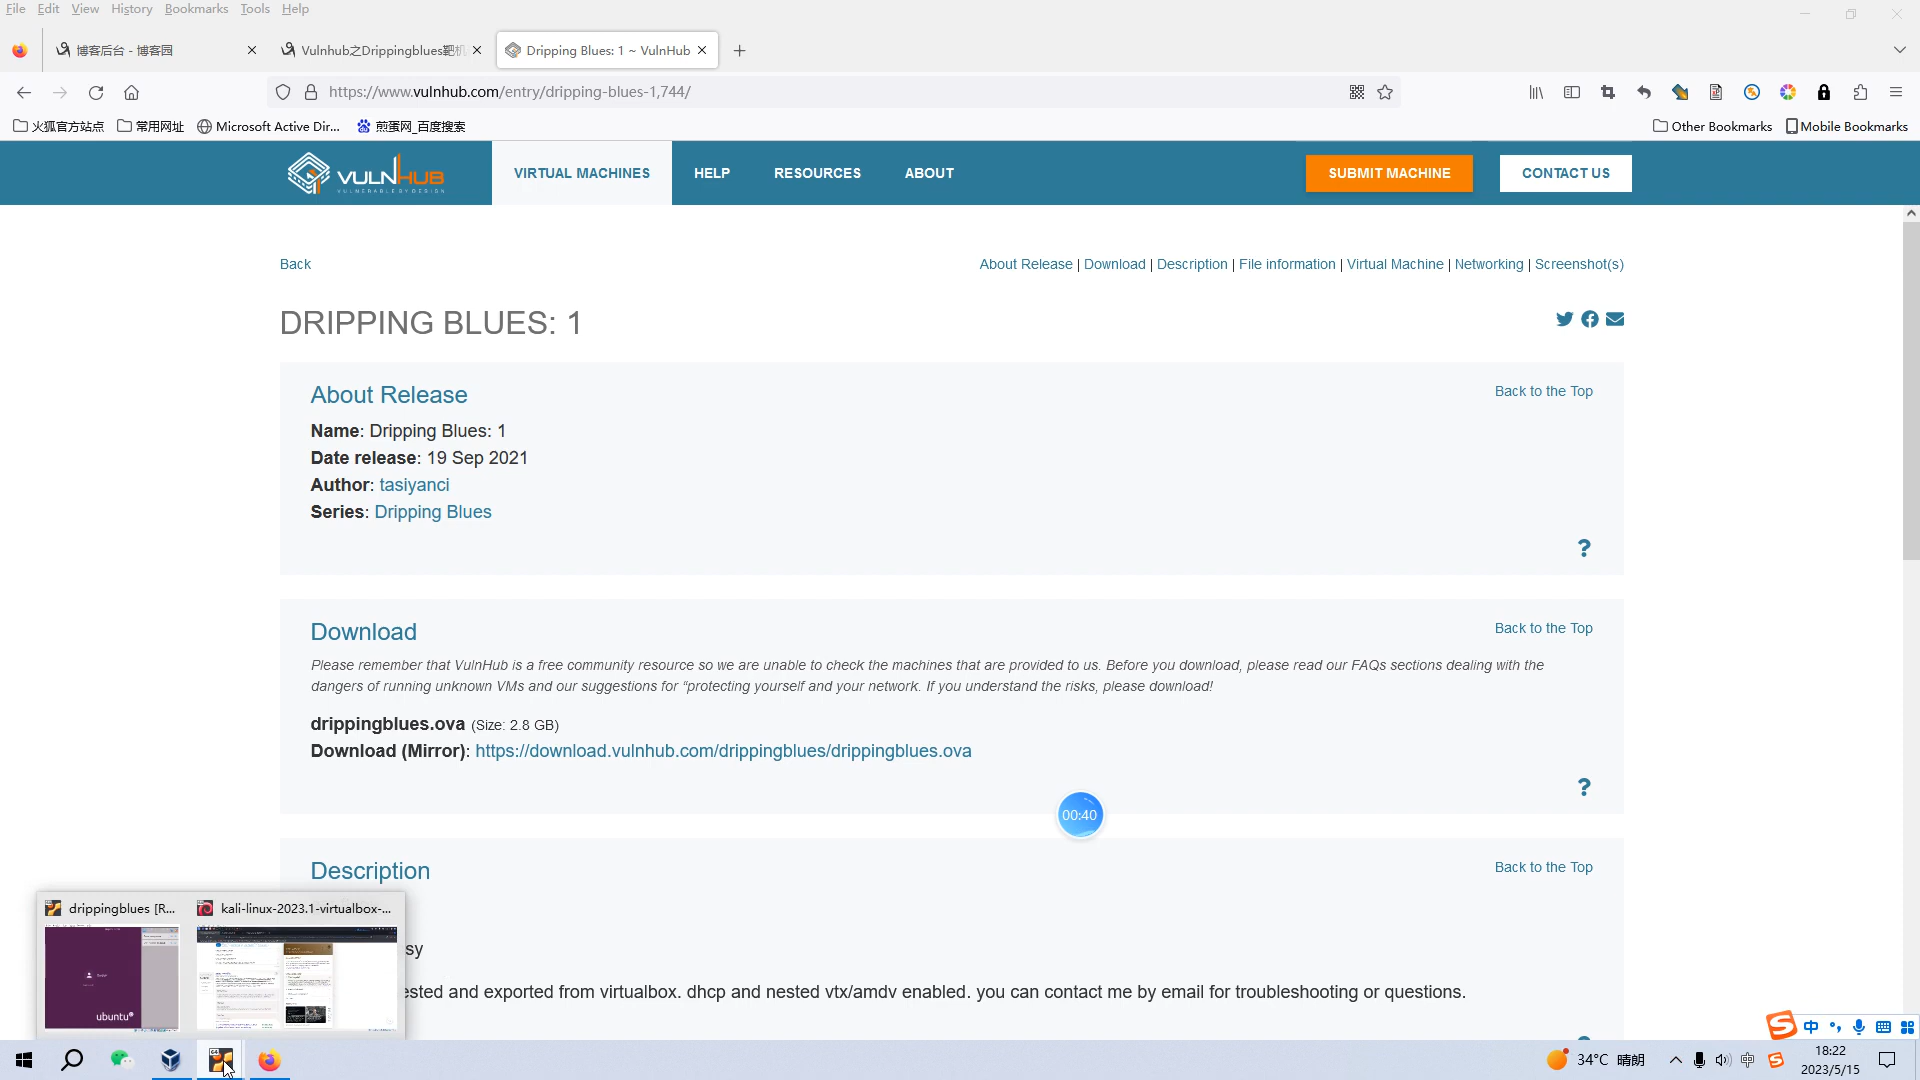 File Edit View History Bookmarks Tools Help
博客后台 - 博客园
Vulnhub之Drippingblues靶机
Dripping Blues: 1 ~ VulnHub
https://www.vulnhub.com/entry/dripping-blues-1,744/
火狐官方站点 常用网址 Microsoft Active Dir... 煎蛋网_百度搜索 Other Bookmarks Mobile Bookmarks
VULNHUB
VULNERABLE BY DESIGN
VIRTUAL MACHINES HELP RESOURCES ABOUT SUBMIT MACHINE CONTACT US
Back
About Release | Download | Description | File information | Virtual Machine | Networking | Screenshot(s)
DRIPPING BLUES: 1
About Release
Back to the Top
Name: Dripping Blues: 1
Date release: 19 Sep 2021
Author: tasiyanci
Series: Dripping Blues
?
Download
Back to the Top
Please remember that VulnHub is a free community resource so we are unable to check the machines that are provided to us. Before you download, please read our FAQs sections dealing with the
dangers of running unknown VMs and our suggestions for "protecting yourself and your network. If you understand the risks, please download!
drippingblues.ova (Size: 2.8 GB)
Download (Mirror): https://download.vulnhub.com/drippingblues/drippingblues.ova
?
00:40
Description
Back to the Top
sy
ested and exported from virtualbox. dhcp and nested vtx/amdv enabled. you can contact me by email for troubleshooting or questions.
drippingblues [R...
kali-linux-2023.1-virtualbox-...
ubuntu
中
34°C 晴朗
中
18:22
2023/5/15